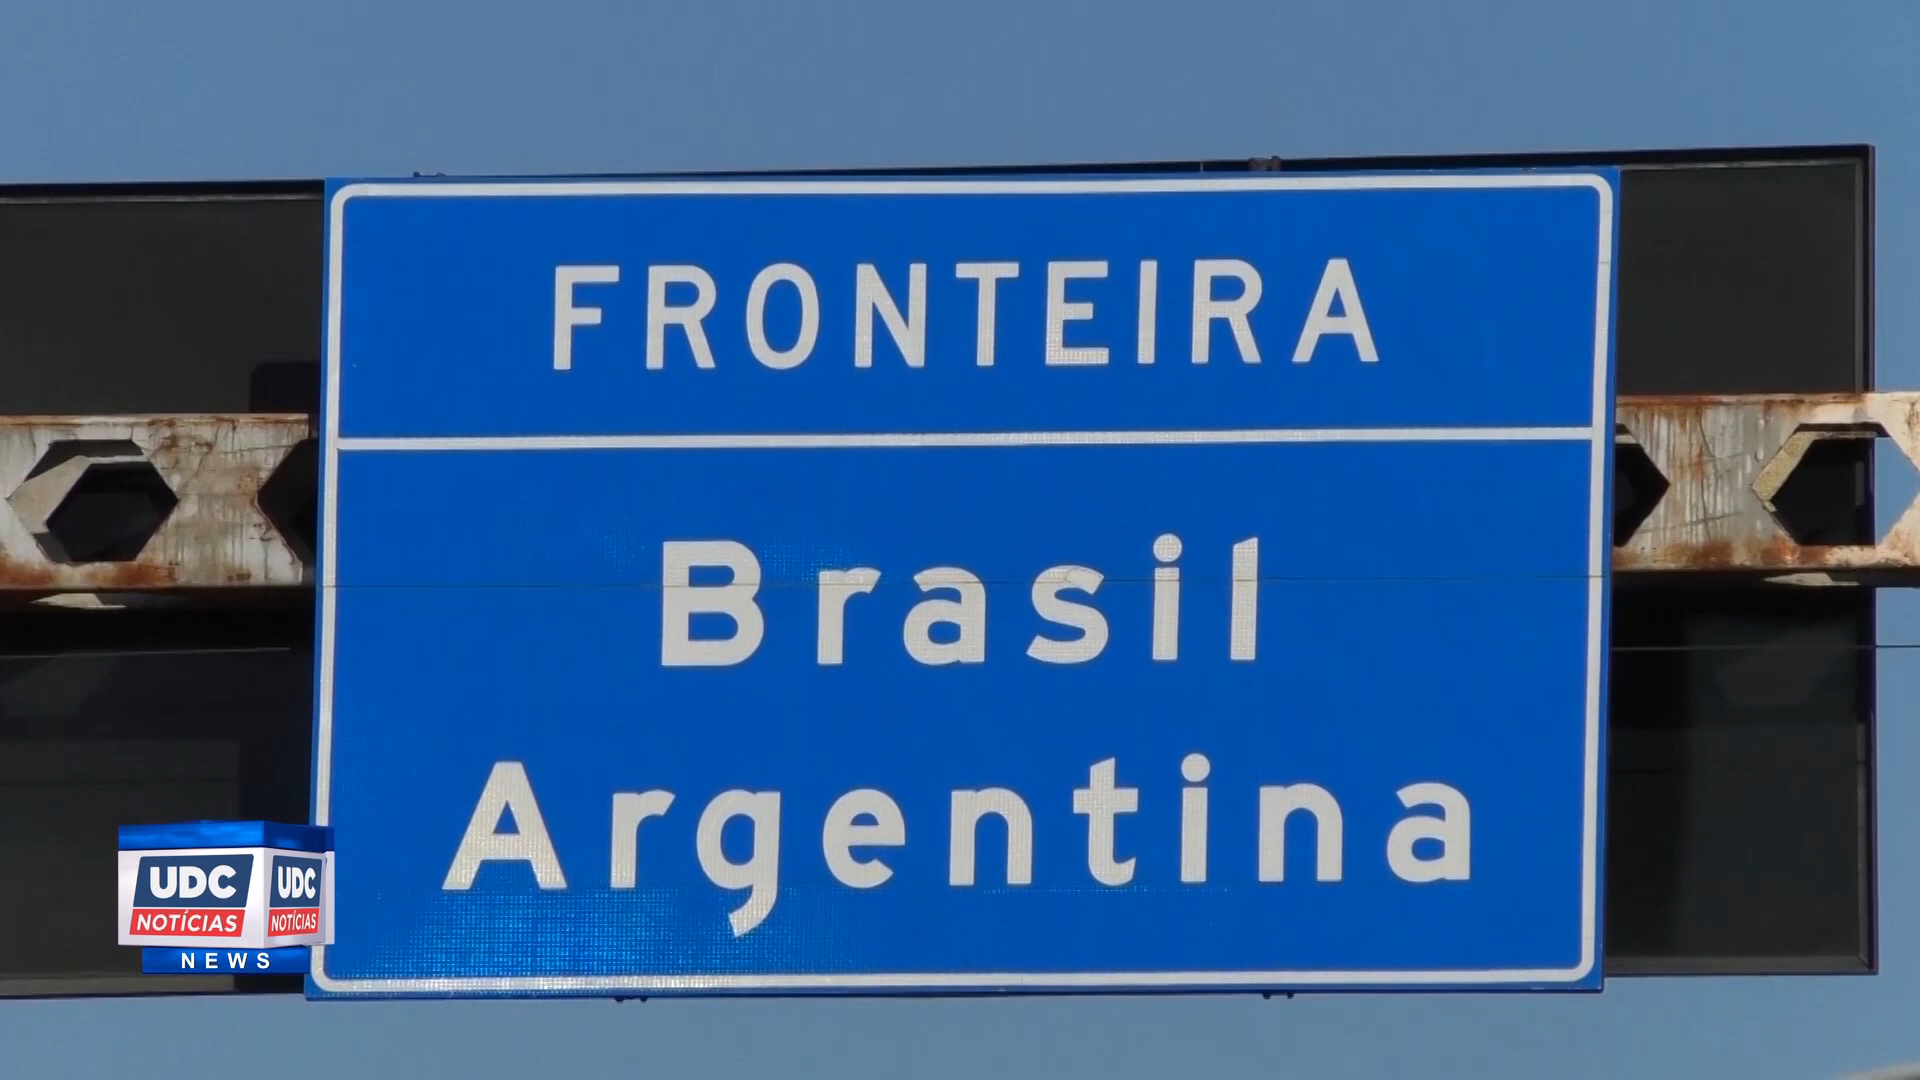 FRONTEIRA
Brasil
Argentina
UDC
NOTÍCIAS
UDC
NOTÍCIAS
NEWS